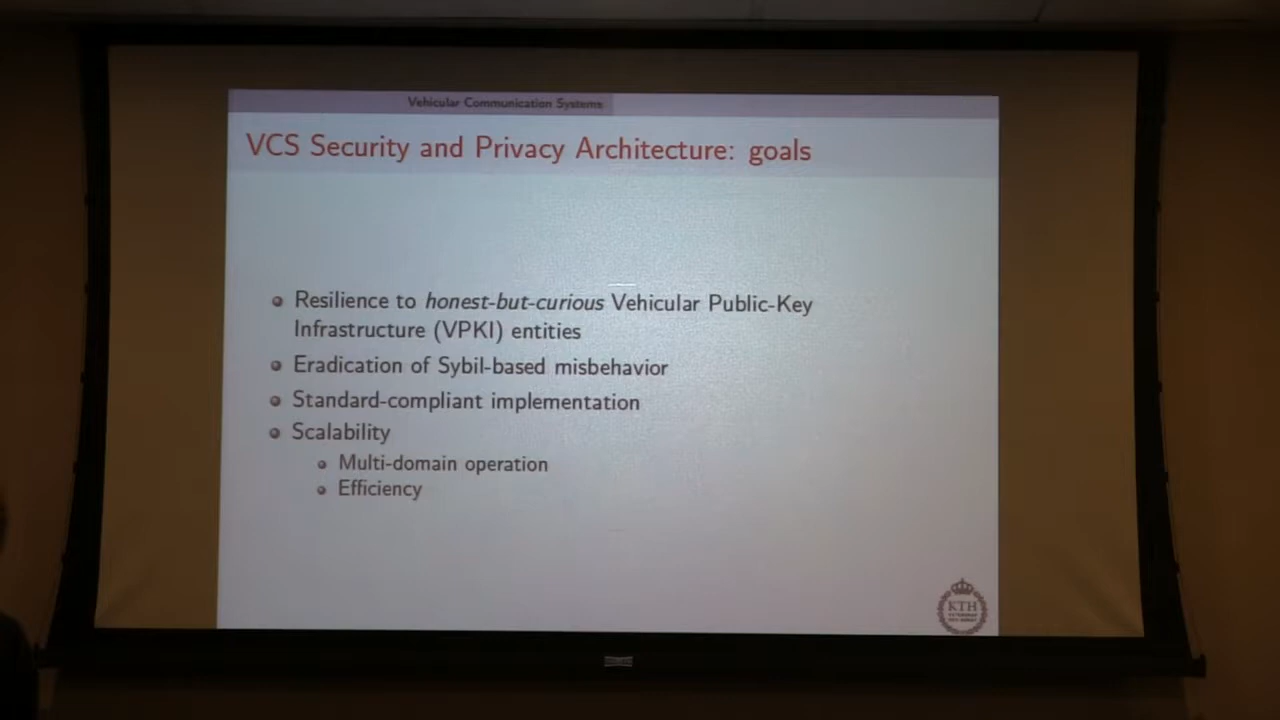 Vehicular Communication Systems
VCS Security and Privacy Architecture: goals
Resilience to honest-but-curious Vehicular Public-Key
Infrastructure (VPKI) entities
Eradication of Sybil-based misbehavior
Standard-compliant implementation
Scalability
Multi-domain operation
Efficiency
KTH